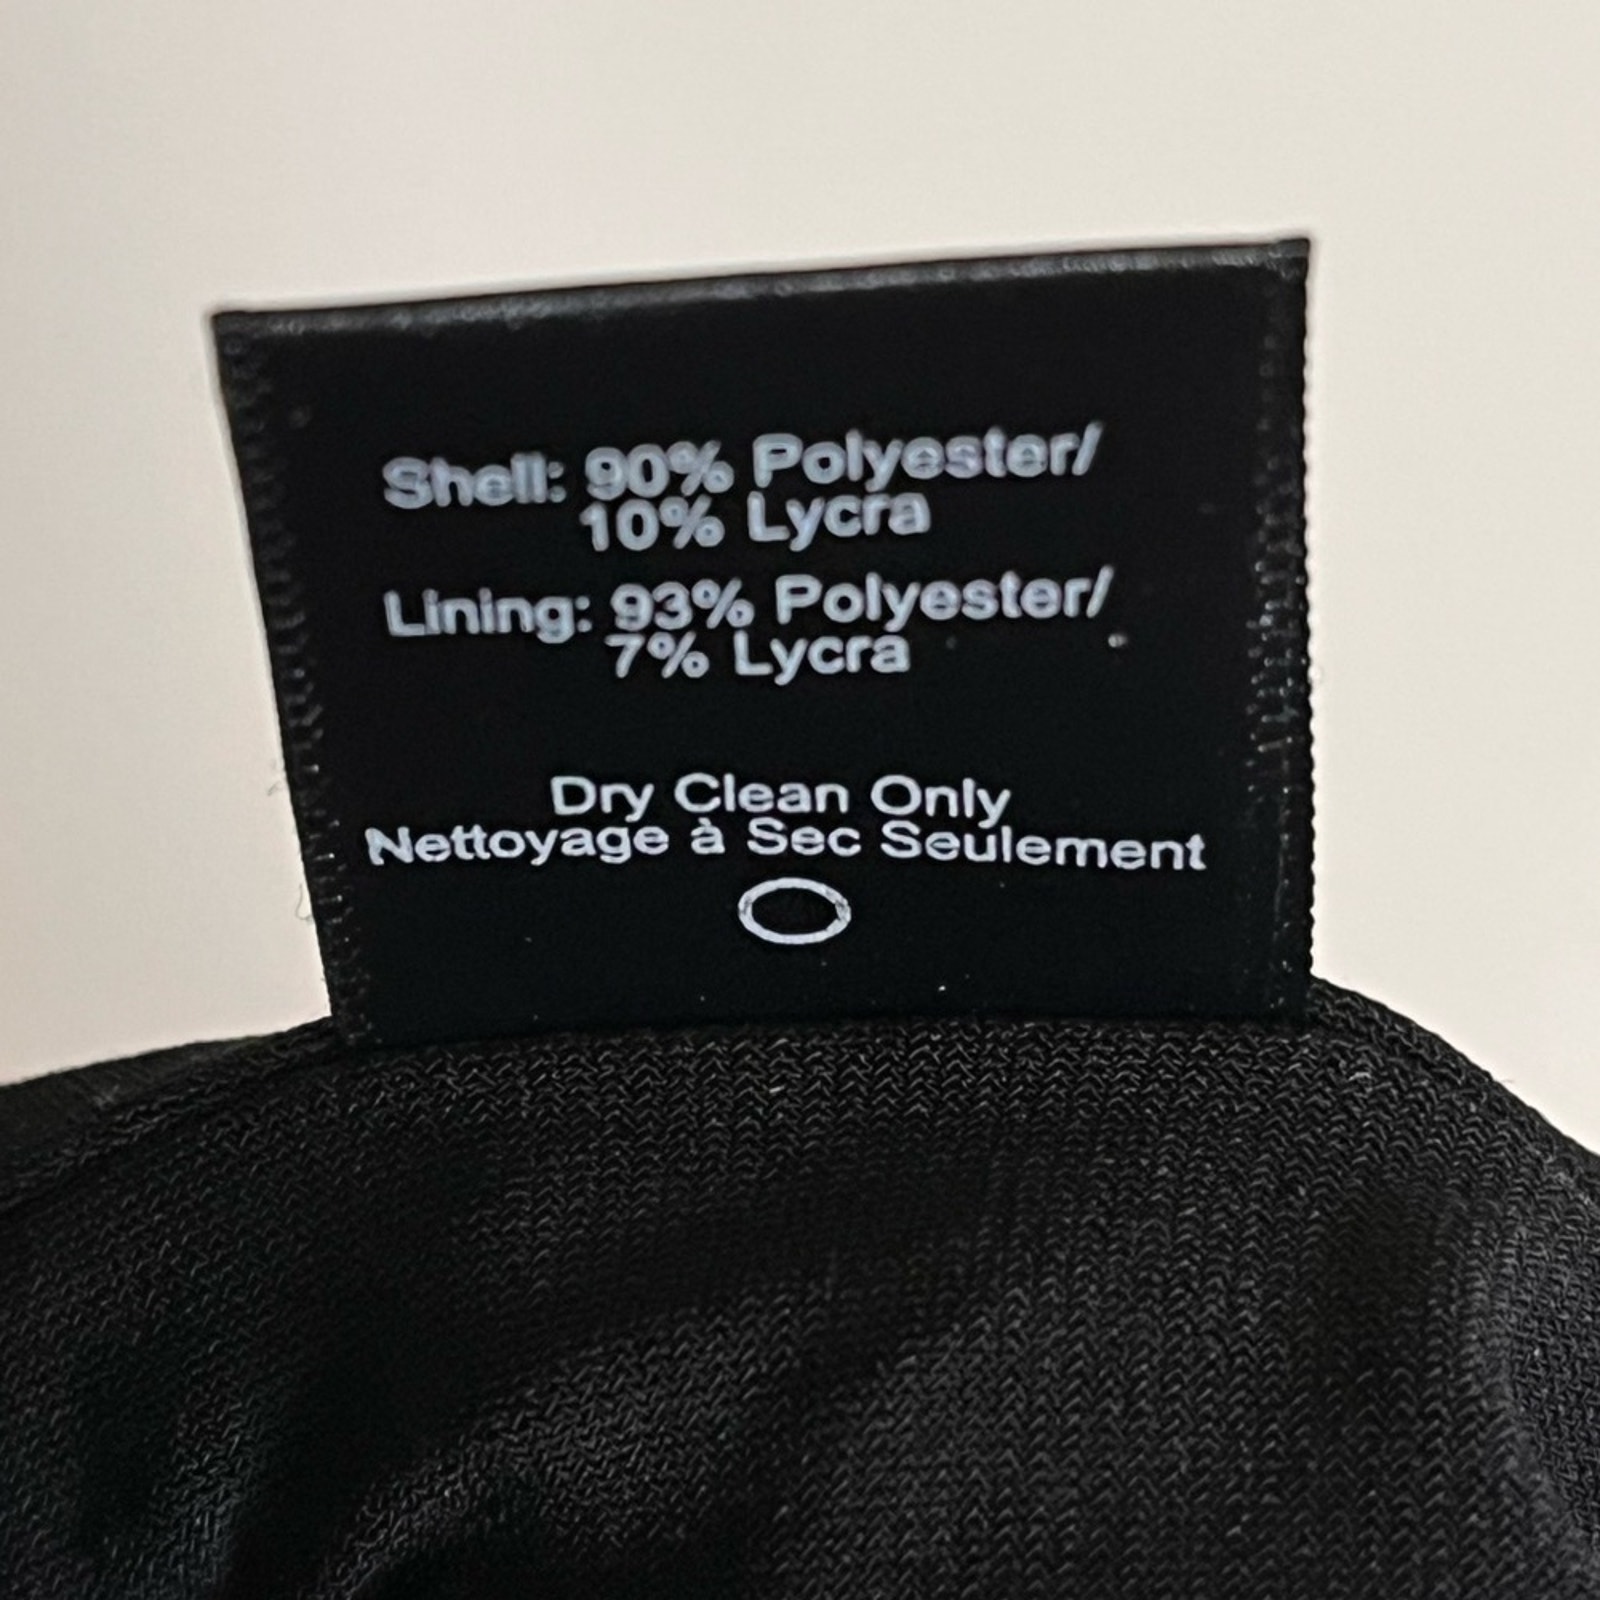 Shell: 90% Polyester/
10% Lycra
Lining: 93% Polyester/
7% Lycra
Dry Clean Only
Nettoyage à Sec Seulement